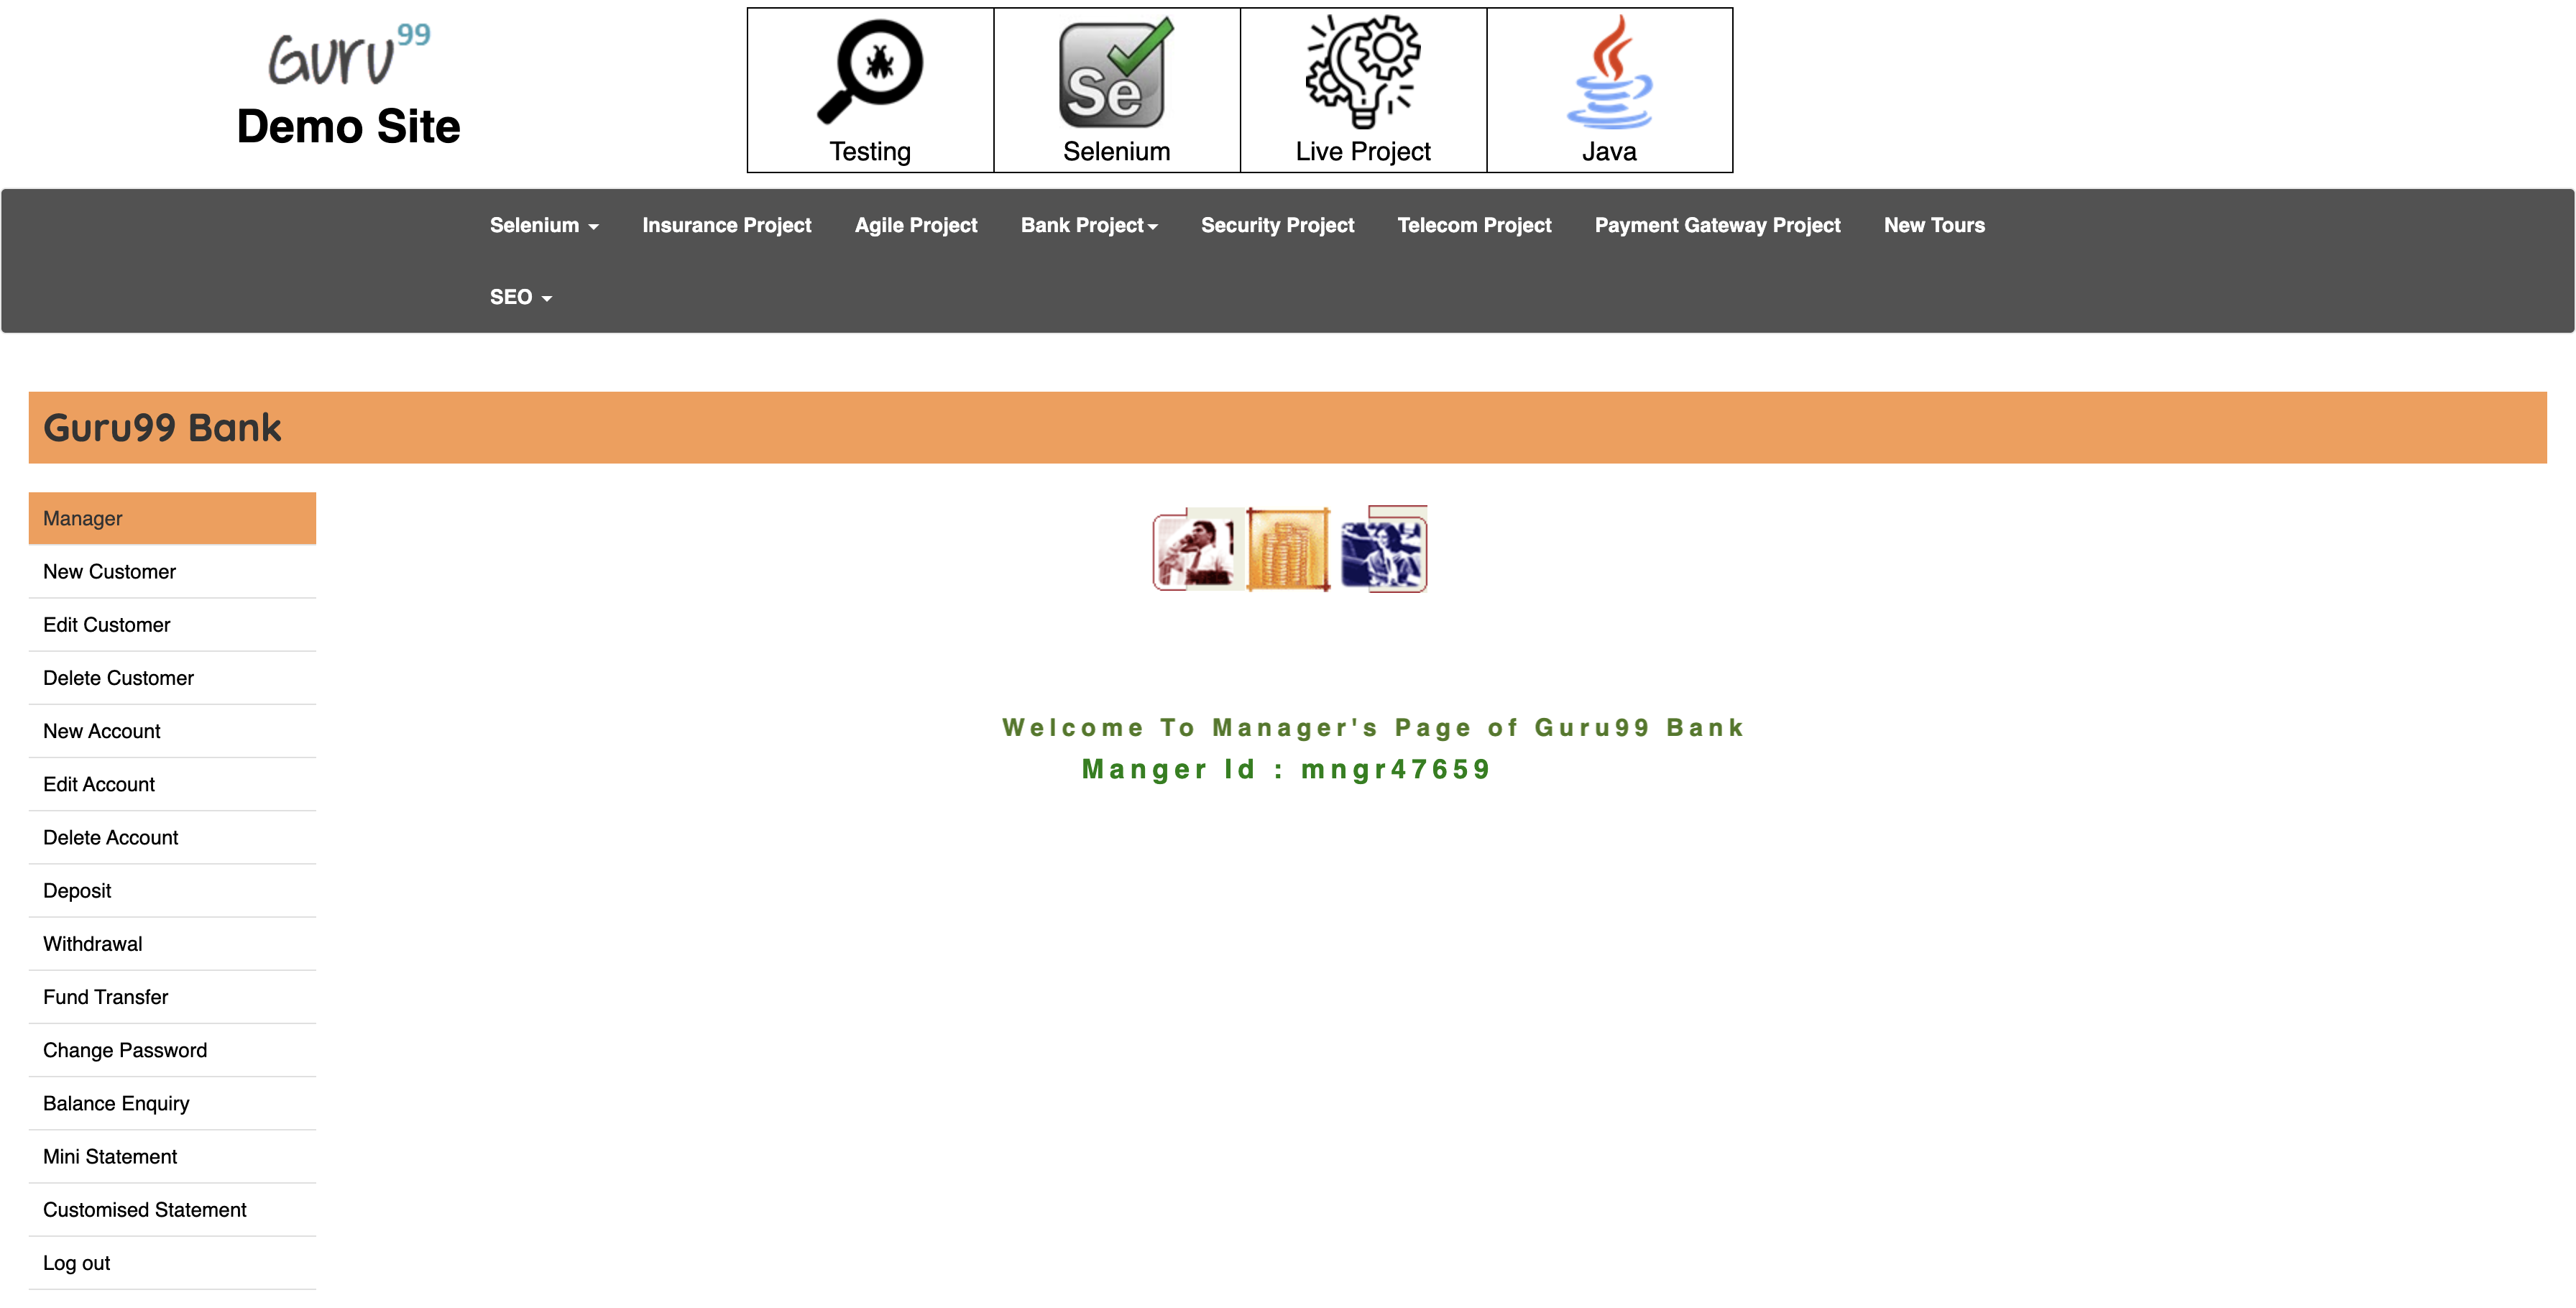 Guru99
Demo Site
Testing
Selenium
Live Project
Java
Selenium Insurance Project Agile Project Bank Project Security Project Telecom Project Payment Gateway Project New Tours
SEO
Guru99 Bank
Manager
New Customer
Edit Customer
Delete Customer
New Account
Edit Account
Delete Account
Deposit
Withdrawal
Fund Transfer
Change Password
Balance Enquiry
Mini Statement
Customised Statement
Log out
Welcome To Manager's Page of Guru99 Bank
Manger Id : mngr47659
Se